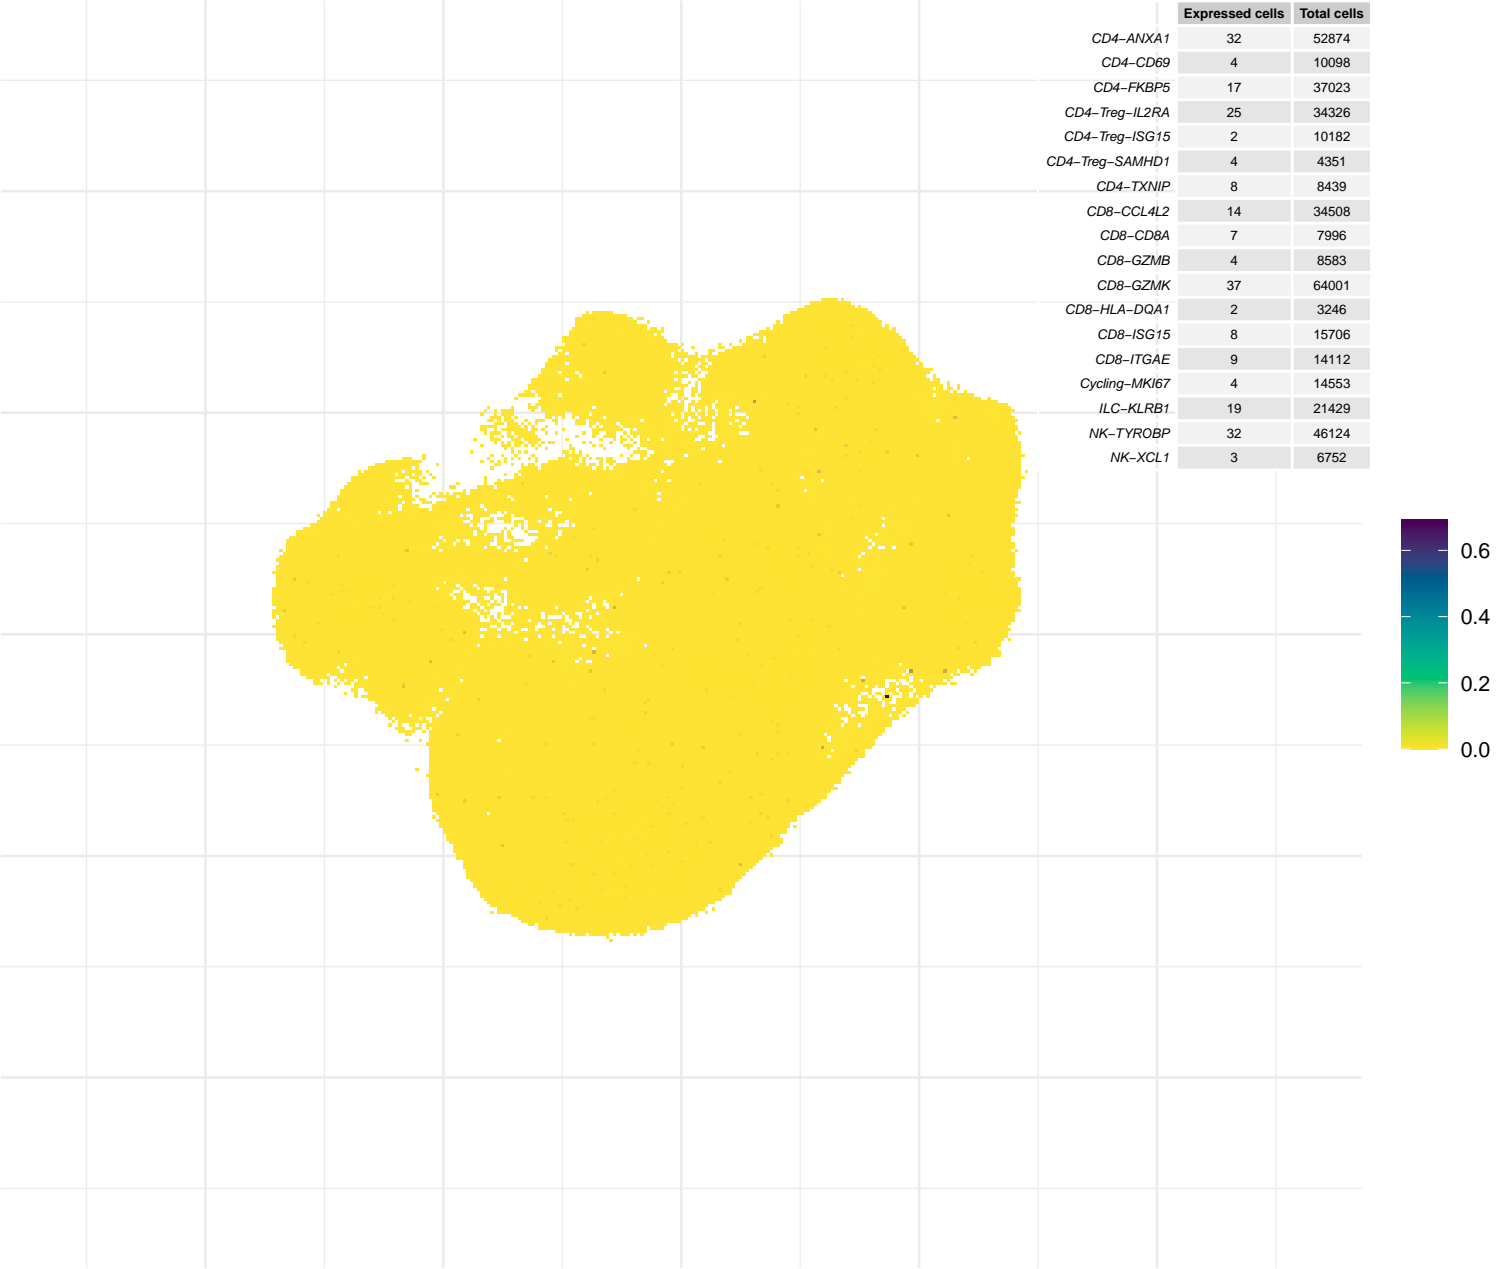 Expressed cells Total cells
CD4−ANXA1 32 52874
CD4−CD69 4 10098
CD4−FKBP5 17 37023
CD4−Treg−IL2RA 25 34326
CD4−Treg−ISG15 2 10182
CD4−Treg−SAMHD1 4 4351
CD4−TXNIP 8 8439
CD8−CCL4L2 14 34508
CD8−CD8A 7 7996
CD8−GZMB 4 8583
CD8−GZMK 37 64001
CD8−HLA−DQA1 2 3246
CD8−ISG15 8 15706
CD8−ITGAE 9 14112
Cycling−MKI67 4 14553
ILC−KLRB1 19 21429
NK−TYROBP 32 46124
NK−XCL1 3 6752
0.6
0.4
0.2
0.0